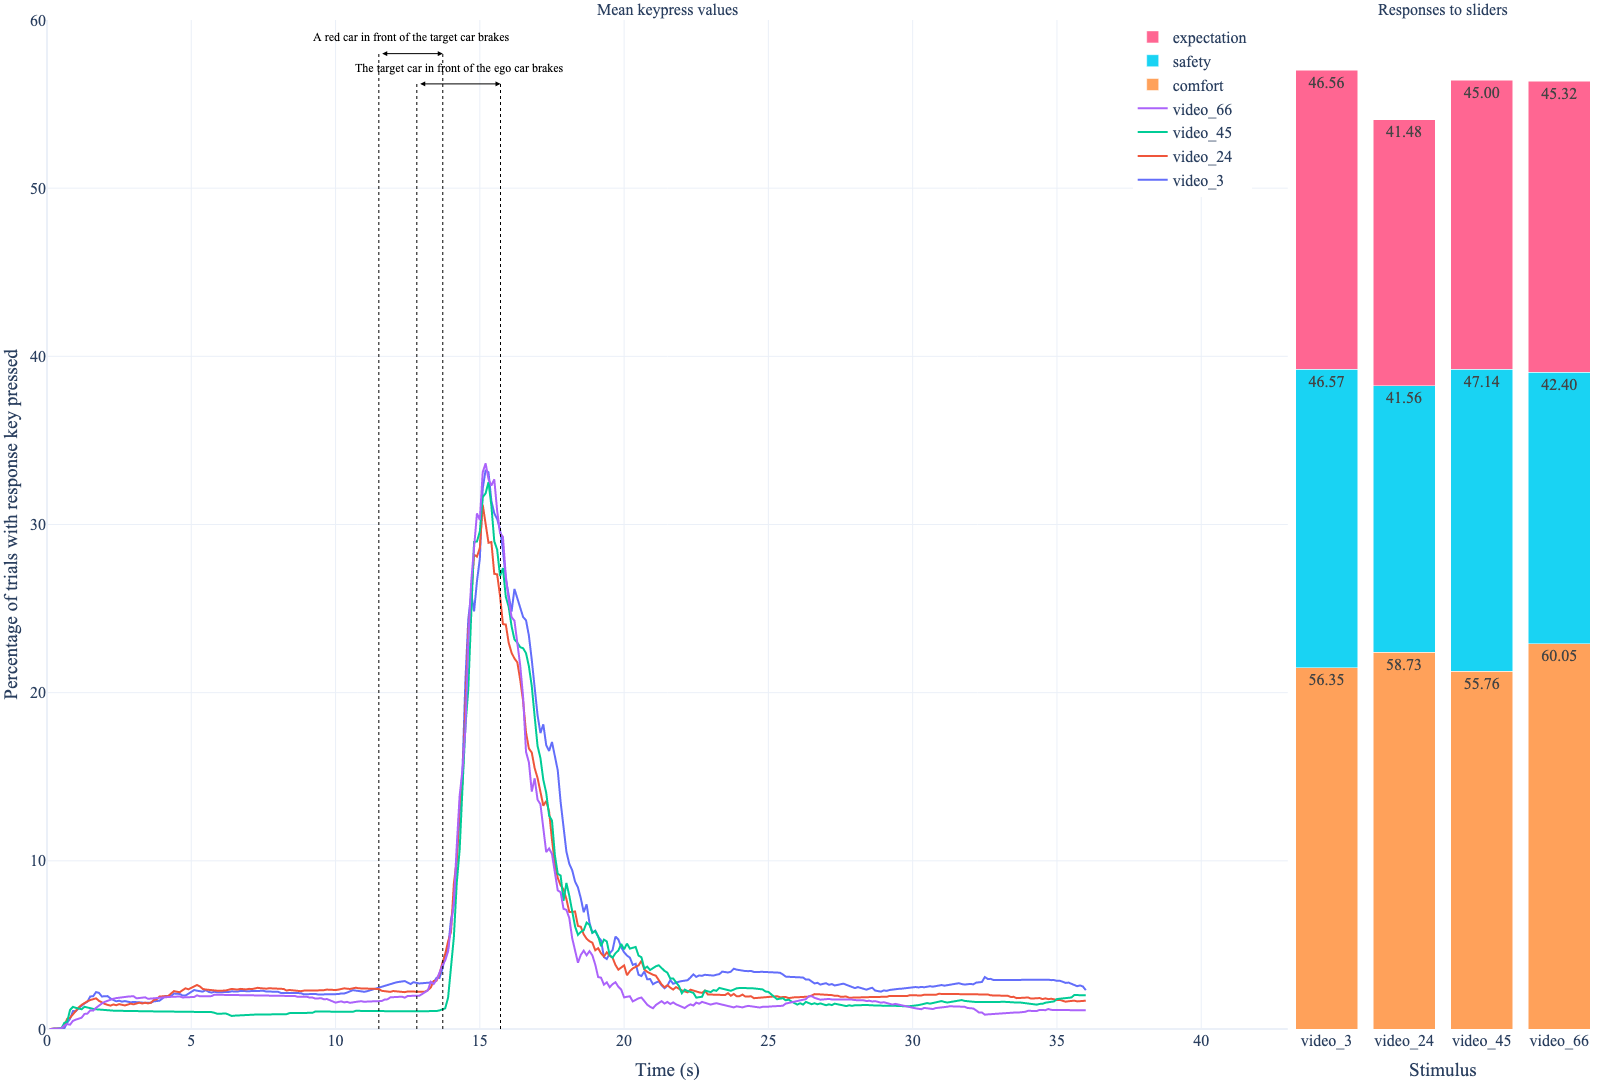 Mean keypress values
Responses to sliders
A red car in front of the target car brakes
The target car in front of the ego car brakes
expectation
safety
comfort
video_66
video_45
video_24
video_3
Percentage of trials with response key pressed
60
50
40
30
20
10
0
0 5 10 15 20 25 30 35 40
Time (s)
46.56 41.48 45.00 45.32
46.57 41.56 47.14 42.40
56.35 58.73 55.76 60.05
video_3 video_24 video_45 video_66
Stimulus